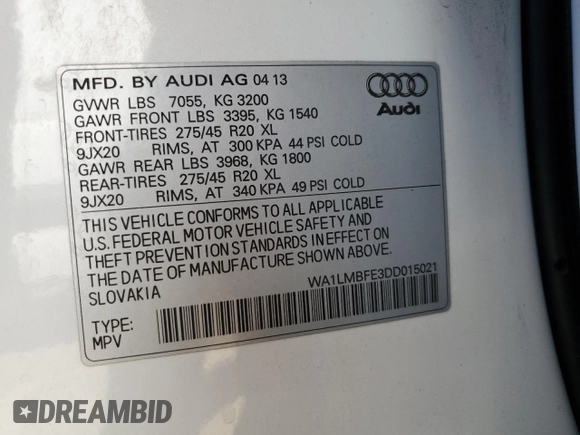 MFD. BY AUDI AG 04 13
GVWR LBS 7055, KG 3200
GAWR FRONT LBS 3395, KG 1540
FRONT-TIRES 275/45 R20 XL
9JX20 RIMS, AT 300 KPA 44 PSI COLD
GAWR REAR LBS 3968, KG 1800
REAR-TIRES 275/45 R20 XL
9JX20 RIMS, AT 340 KPA 49 PSI COLD
Audi
THIS VEHICLE CONFORMS TO ALL APPLICABLE
U.S. FEDERAL MOTOR VEHICLE SAFETY AND
THEFT PREVENTION STANDARDS IN EFFECT ON
THE DATE OF MANUFACTURE SHOWN ABOVE.
SLOVAKIA
WA1LMBFE3DD015021
TYPE:
MPV
DREAMBID